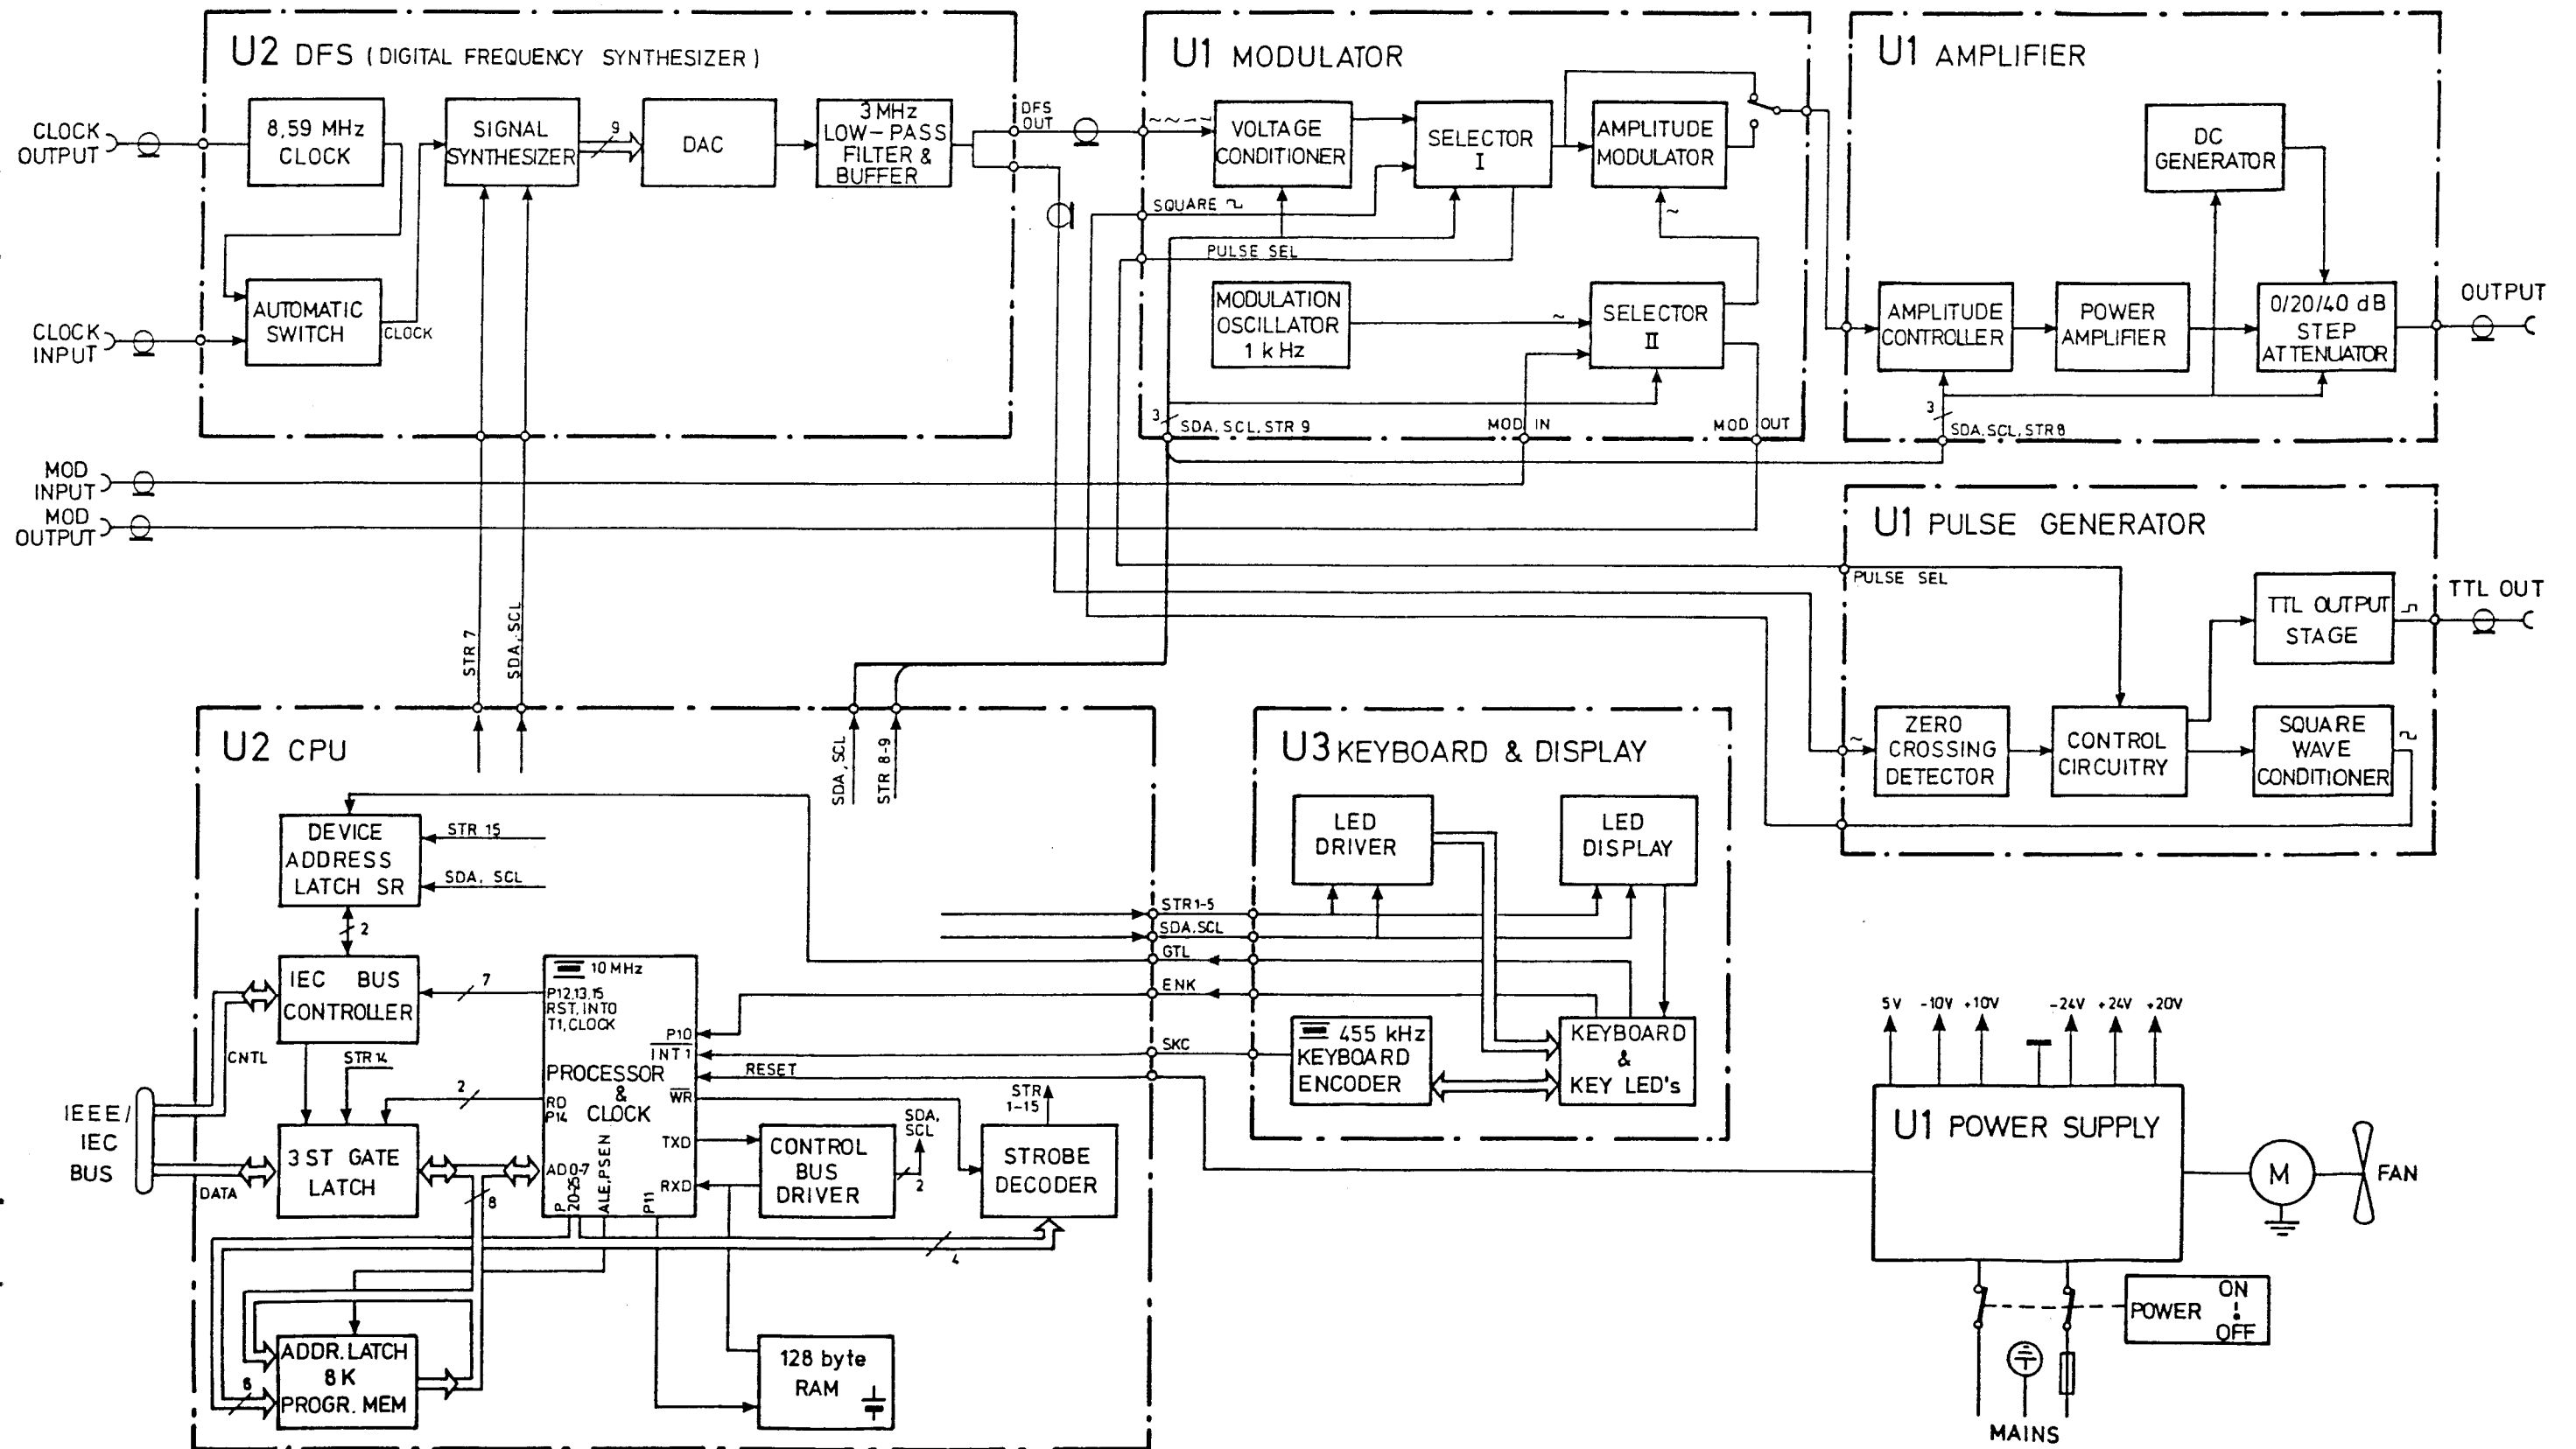 U2 DFS (DIGITAL FREQUENCY SYNTHESIZER)
CLOCK
OUTPUT
8,59 MHz
CLOCK
SIGNAL
SYNTHESIZER
9
DAC
3 MHz
LOW-PASS
FILTER &
BUFFER
DFS
OUT
CLOCK
INPUT
AUTOMATIC
SWITCH
CLOCK
U1 MODULATOR
VOLTAGE
CONDITIONER
SELECTOR
I
AMPLITUDE
MODULATOR
SQUARE
PULSE SEL
MODULATION
OSCILLATOR
1 kHz
SELECTOR
II
3
SDA, SCL, STR 9
MOD IN
MOD OUT
U1 AMPLIFIER
DC
GENERATOR
AMPLITUDE
CONTROLLER
POWER
AMPLIFIER
0/20/40 dB
STEP
ATTENUATOR
OUTPUT
3
SDA, SCL, STR 8
MOD
INPUT
MOD
OUTPUT
STR 7
SDA, SCL
U1 PULSE GENERATOR
PULSE SEL
TTL OUTPUT
STAGE
TTL OUT
ZERO
CROSSING
DETECTOR
CONTROL
CIRCUITRY
SQUARE
WAVE
CONDITIONER
U2 CPU
SDA, SCL
STR 8-9
DEVICE
ADDRESS
LATCH SR
STR 15
SDA, SCL
2
IEC BUS
CONTROLLER
7
CNTL
STR 14
2
IEEE/
IEC
BUS
DATA
3 ST GATE
LATCH
8
10 MHz
P12,13,15
RST, INTO
T1, CLOCK
P10
INT 1
PROCESSOR
&
CLOCK
RD
P14
WR
TXD
AD 0-7
RXD
P
20-25
ALE, PSEN
P11
RESET
CONTROL
BUS
DRIVER
SDA,
SCL
2
STR
1-15
STROBE
DECODER
4
ADDR. LATCH
8K
PROGR. MEM
6
128 byte
RAM
STR 1-5
SDA, SCL
GTL
ENK
SKC
U3 KEYBOARD & DISPLAY
LED
DRIVER
LED
DISPLAY
455 kHz
KEYBOARD
ENCODER
KEYBOARD
&
KEY LED's
5V
-10V
+10V
-24V
+24V
+20V
U1 POWER SUPPLY
M
FAN
POWER
ON
OFF
MAINS